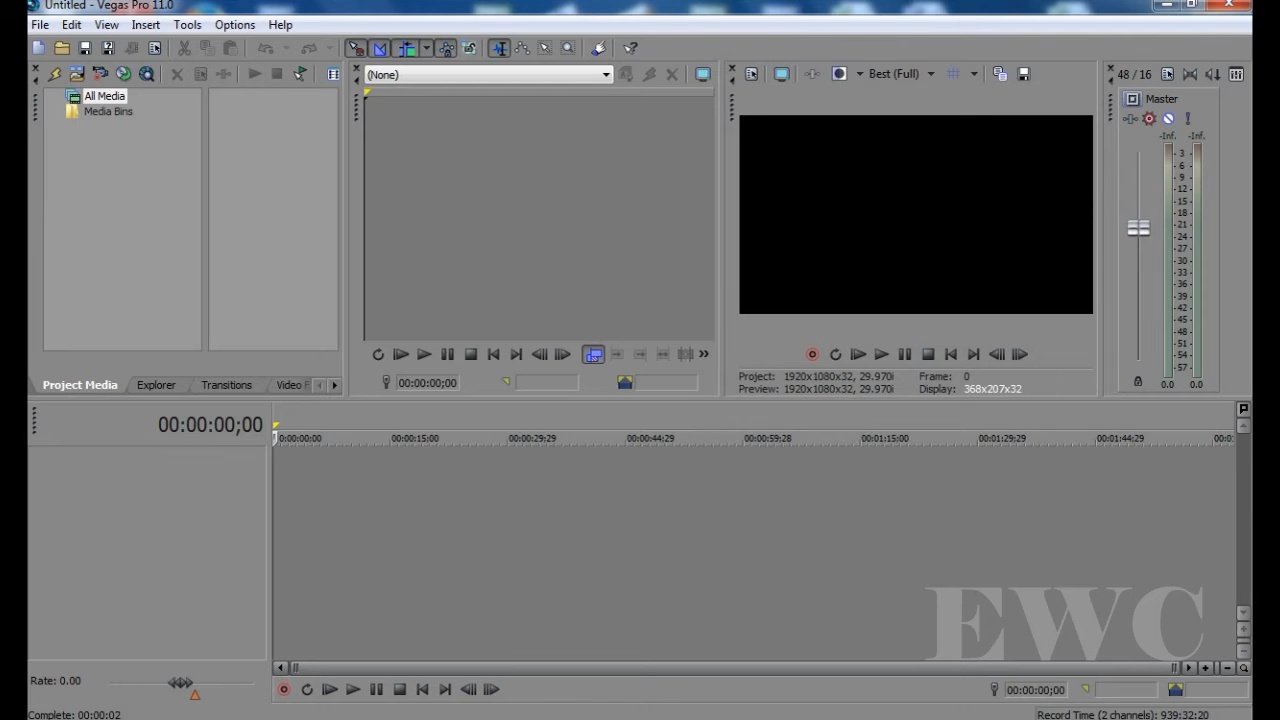 Untitled - Vegas Pro 11.0
File Edit View Insert Tools Options Help
(None)
Best (Full)
48 / 16
All Media
Media Bins
Master
-Inf. -Inf.
3
6
9
12
15
18
21
24
27
30
33
36
39
42
45
48
51
54
57
0.0 0.0
Project Media Explorer Transitions Video F
00:00:00;00
Project: 1920x1080x32, 29.970i Frame: 0
Preview: 1920x1080x32, 29.970i Display: 368x207x32
00:00:00;00
0:00:00;00 00:00:15;00 00:00:29;29 00:00:44;29 00:00:59;28 00:01:15;00 00:01:29;29 00:01:44;29 00:0
EWC
Rate: 0.00
00:00:00;00
Complete: 00:00:02
Record Time (2 channels): 939:32:20